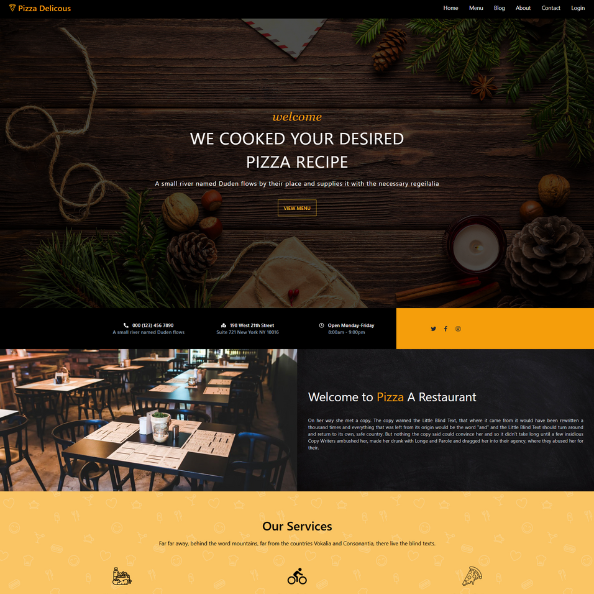 Pizza Delicous
Home Menu Blog About Contact Login
welcome
WE COOKED YOUR DESIRED
PIZZA RECIPE
A small river named Duden flows by their place and supplies it with the necessary regelialia
VIEW MENU
000 (123) 456 7890
A small river named Duden flows
198 West 21th Street
Suite 721 New York NY 10016
Open Monday-Friday
8:00am - 9:00pm
Welcome to Pizza A Restaurant
On her way she met a copy. The copy warned the Little Blind Text, that where it came from it would have been rewritten a
thousand times and everything that was left from its origin would be the word "and" and the Little Blind Text should turn around
and return to its own, safe country. But nothing the copy said could convince her and so it didn't take long until a few insidious
Copy Writers ambushed her, made her drunk with Longe and Parole and dragged her into their agency, where they abused her for
their.
Our Services
Far far away, behind the word mountains, far from the countries Vokalia and Consonantia, there live the blind texts.